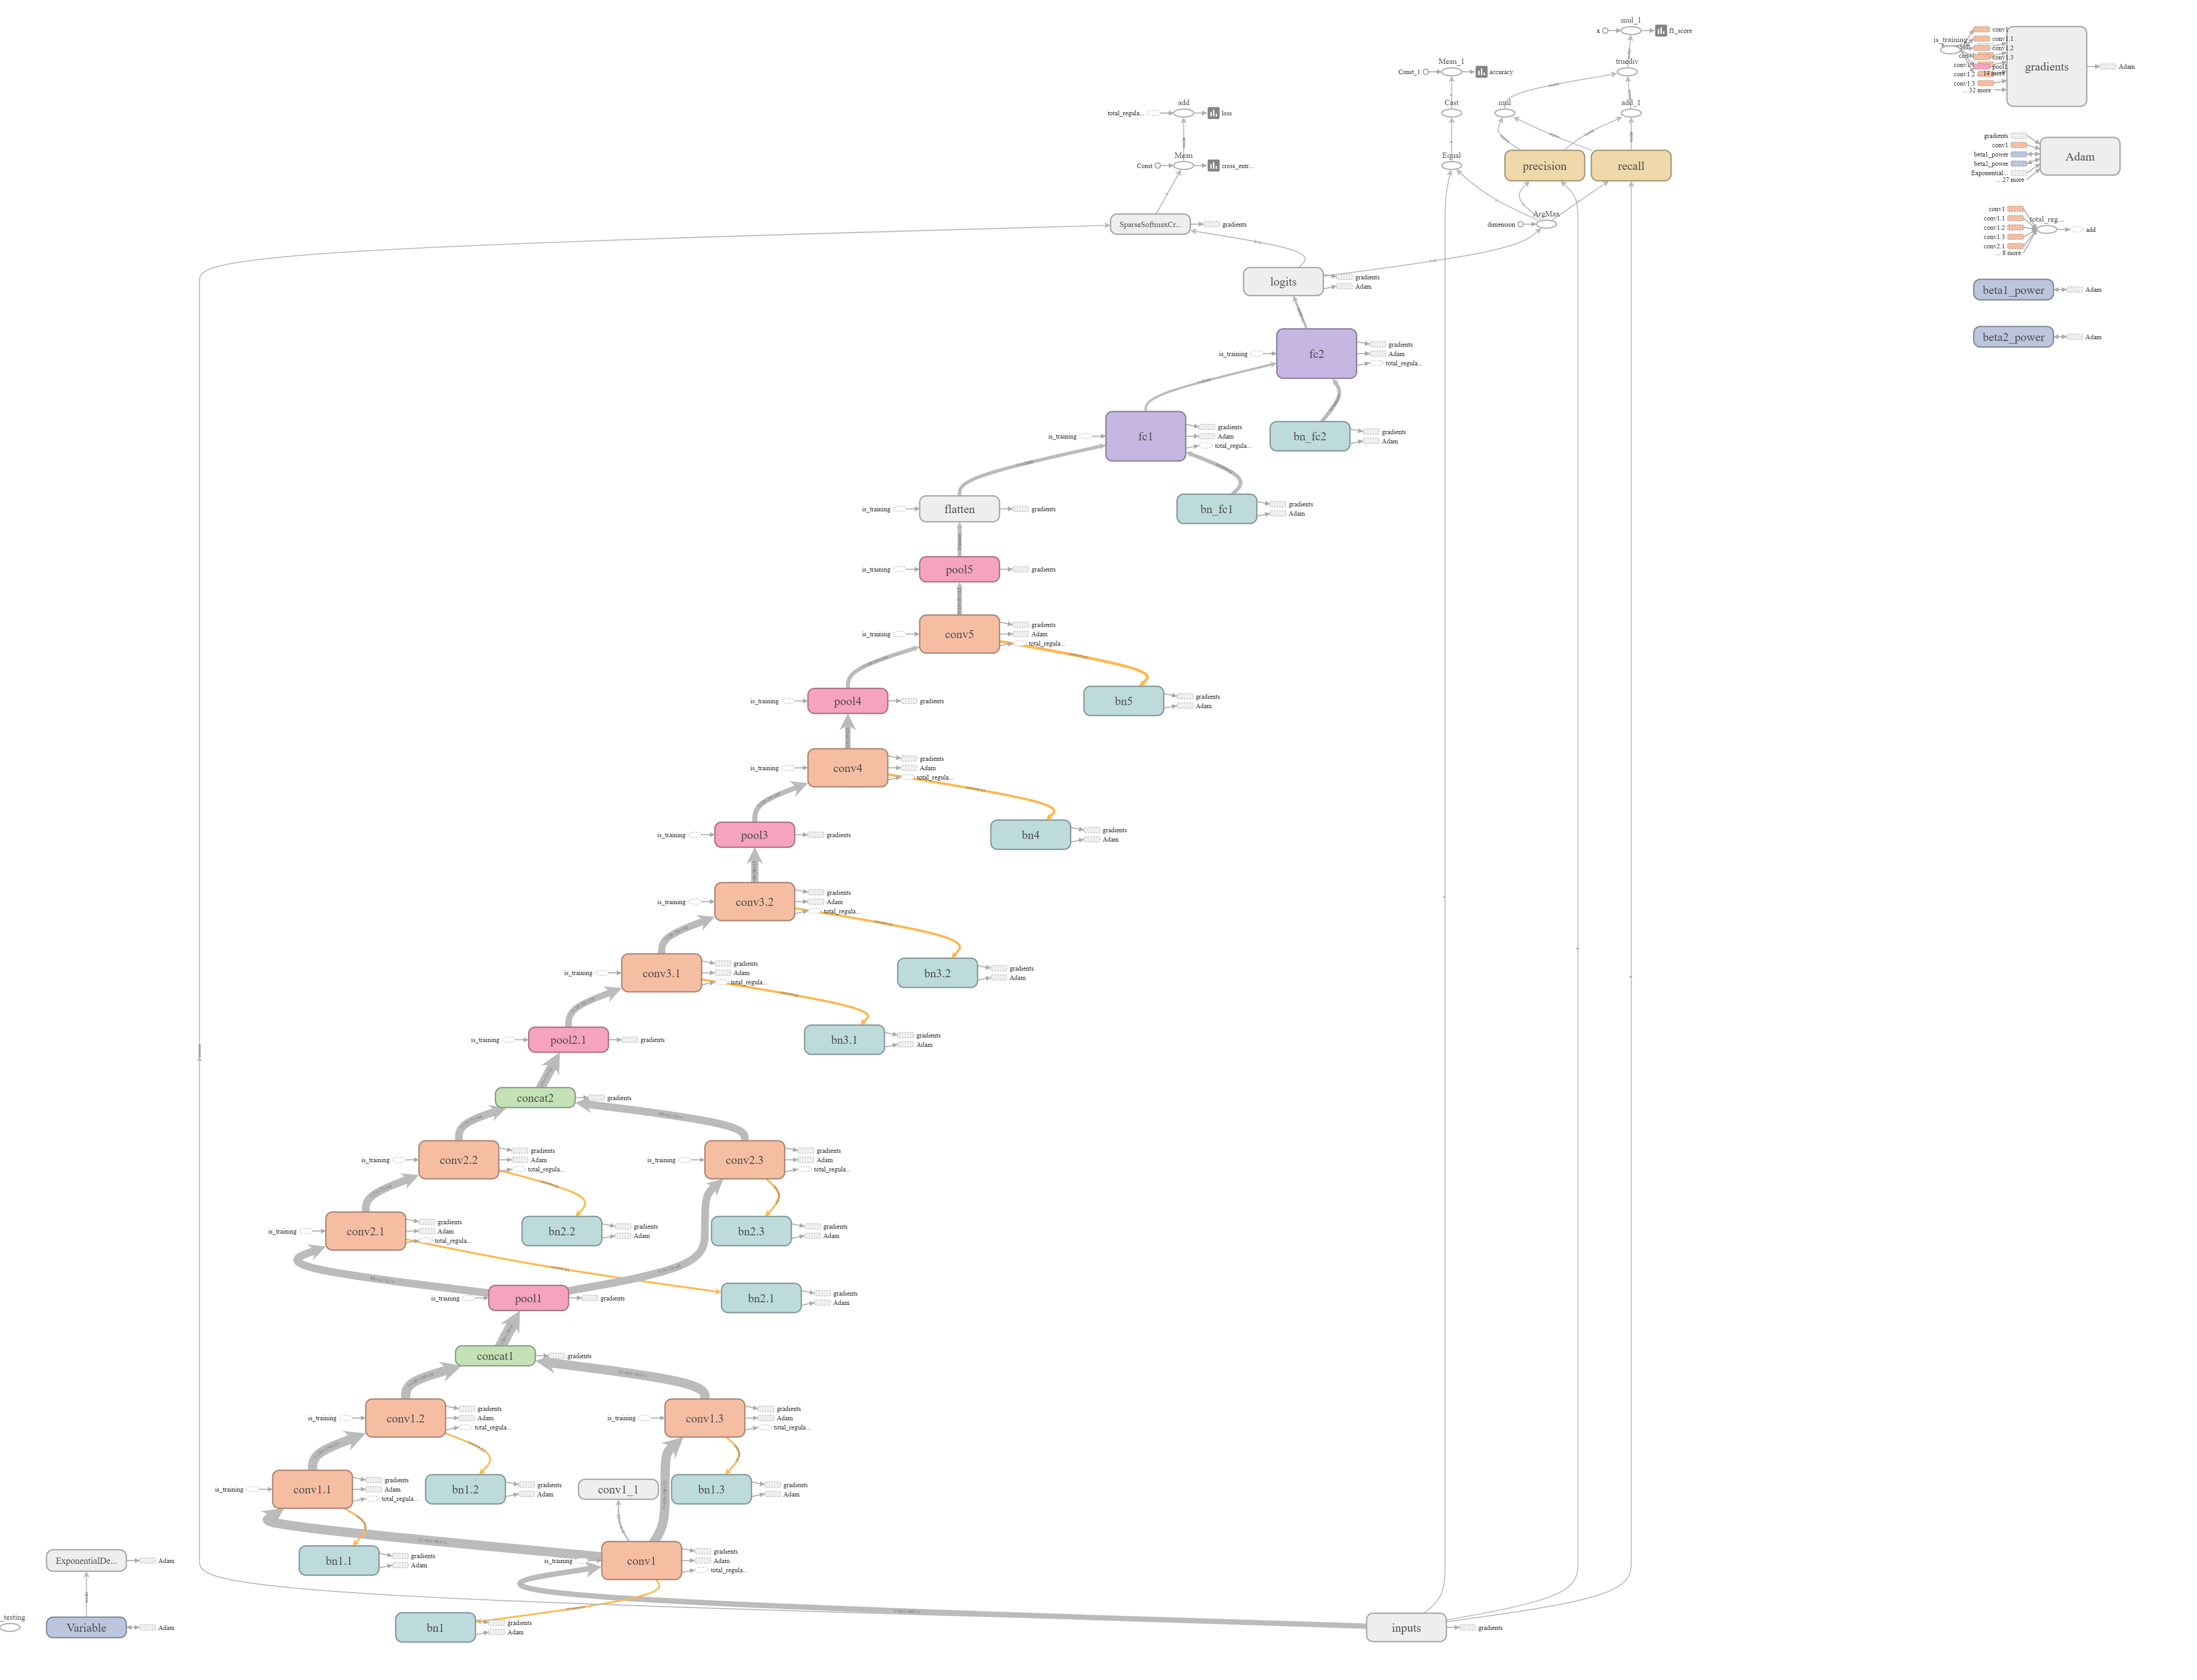 mul_1
x
f1_score
truediv
Mean_1
Const_1
accuracy
Cast
mul
add_1
add
total_regula...
loss
Equal
precision
recall
Mean
Const
cross_entr...
ArgMax
dimension
SparseSoftmaxCr...
gradients
logits
gradients
Adam
fc2
is_training
gradients
Adam
total_regula...
fc1
is_training
gradients
Adam
total_regula...
bn_fc2
gradients
Adam
flatten
is_training
gradients
bn_fc1
gradients
Adam
pool5
is_training
gradients
conv5
is_training
gradients
Adam
total_regula...
pool4
is_training
gradients
bn5
gradients
Adam
conv4
is_training
gradients
Adam
total_regula...
pool3
is_training
gradients
bn4
gradients
Adam
conv3.2
is_training
gradients
Adam
total_regula...
conv3.1
is_training
gradients
Adam
total_regula...
bn3.2
gradients
Adam
pool2.1
is_training
gradients
bn3.1
gradients
Adam
concat2
gradients
conv2.2
is_training
gradients
Adam
total_regula...
conv2.3
is_training
gradients
Adam
total_regula...
conv2.1
is_training
gradients
Adam
total_regula...
bn2.2
gradients
Adam
bn2.3
gradients
Adam
pool1
is_training
gradients
bn2.1
gradients
Adam
concat1
gradients
conv1.2
is_training
gradients
Adam
total_regula...
conv1.3
is_training
gradients
Adam
total_regula...
conv1.1
is_training
gradients
Adam
total_regula...
bn1.2
gradients
Adam
conv1_1
bn1.3
gradients
Adam
bn1.1
gradients
Adam
conv1
is_training
gradients
Adam
total_regula...
bn1
gradients
Adam
inputs
gradients
ExponentialDe...
Adam
_testing
Variable
Adam
is_training
conv1
conv1.1
conv1.2
conv1.3
pool1
14 more
conv1.2
conv1.3
... 32 more
gradients
Adam
gradients
conv1
beta1_power
beta2_power
Exponential...
... 27 more
Adam
conv1
conv1.1
conv1.2
conv1.3
conv2.1
... 8 more
total_reg...
add
beta1_power
Adam
beta2_power
Adam